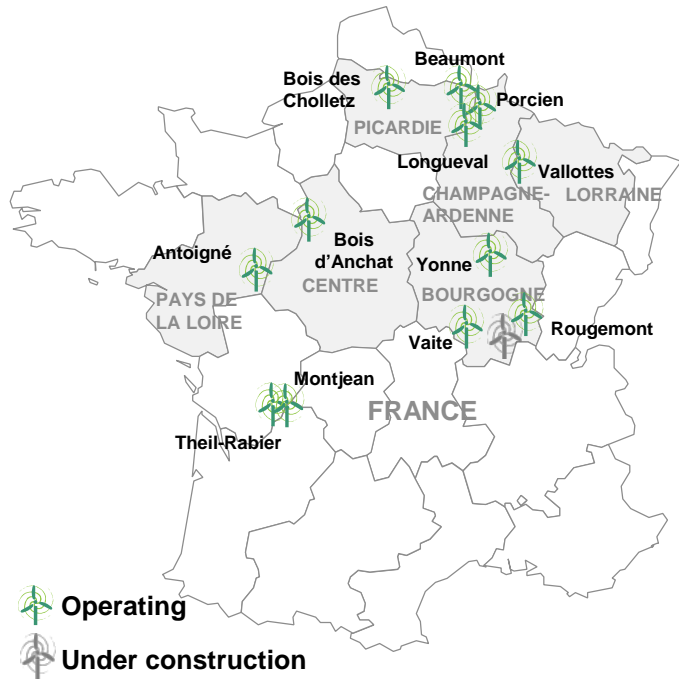 Beaumont
Bois des
Cholletz
Porcien
PICARDIE
Longueval
Vallottes
CHAMPAGNE-
ARDENNE
LORRAINE
Bois
d'Anchat
CENTRE
Antoigné
Yonne
PAYS DE
LA LOIRE
BOURGOGNE
Vaite
Rougemont
Montjean
FRANCE
Theil-Rabier
Operating
Under construction